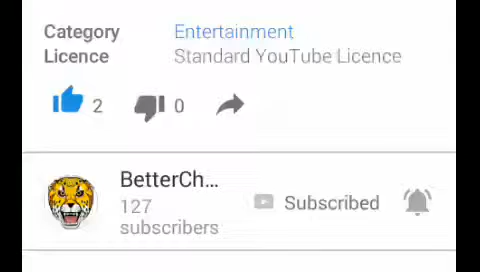 Category Entertainment
Licence Standard YouTube Licence
2 0
BetterCh...
127
subscribers
Subscribed